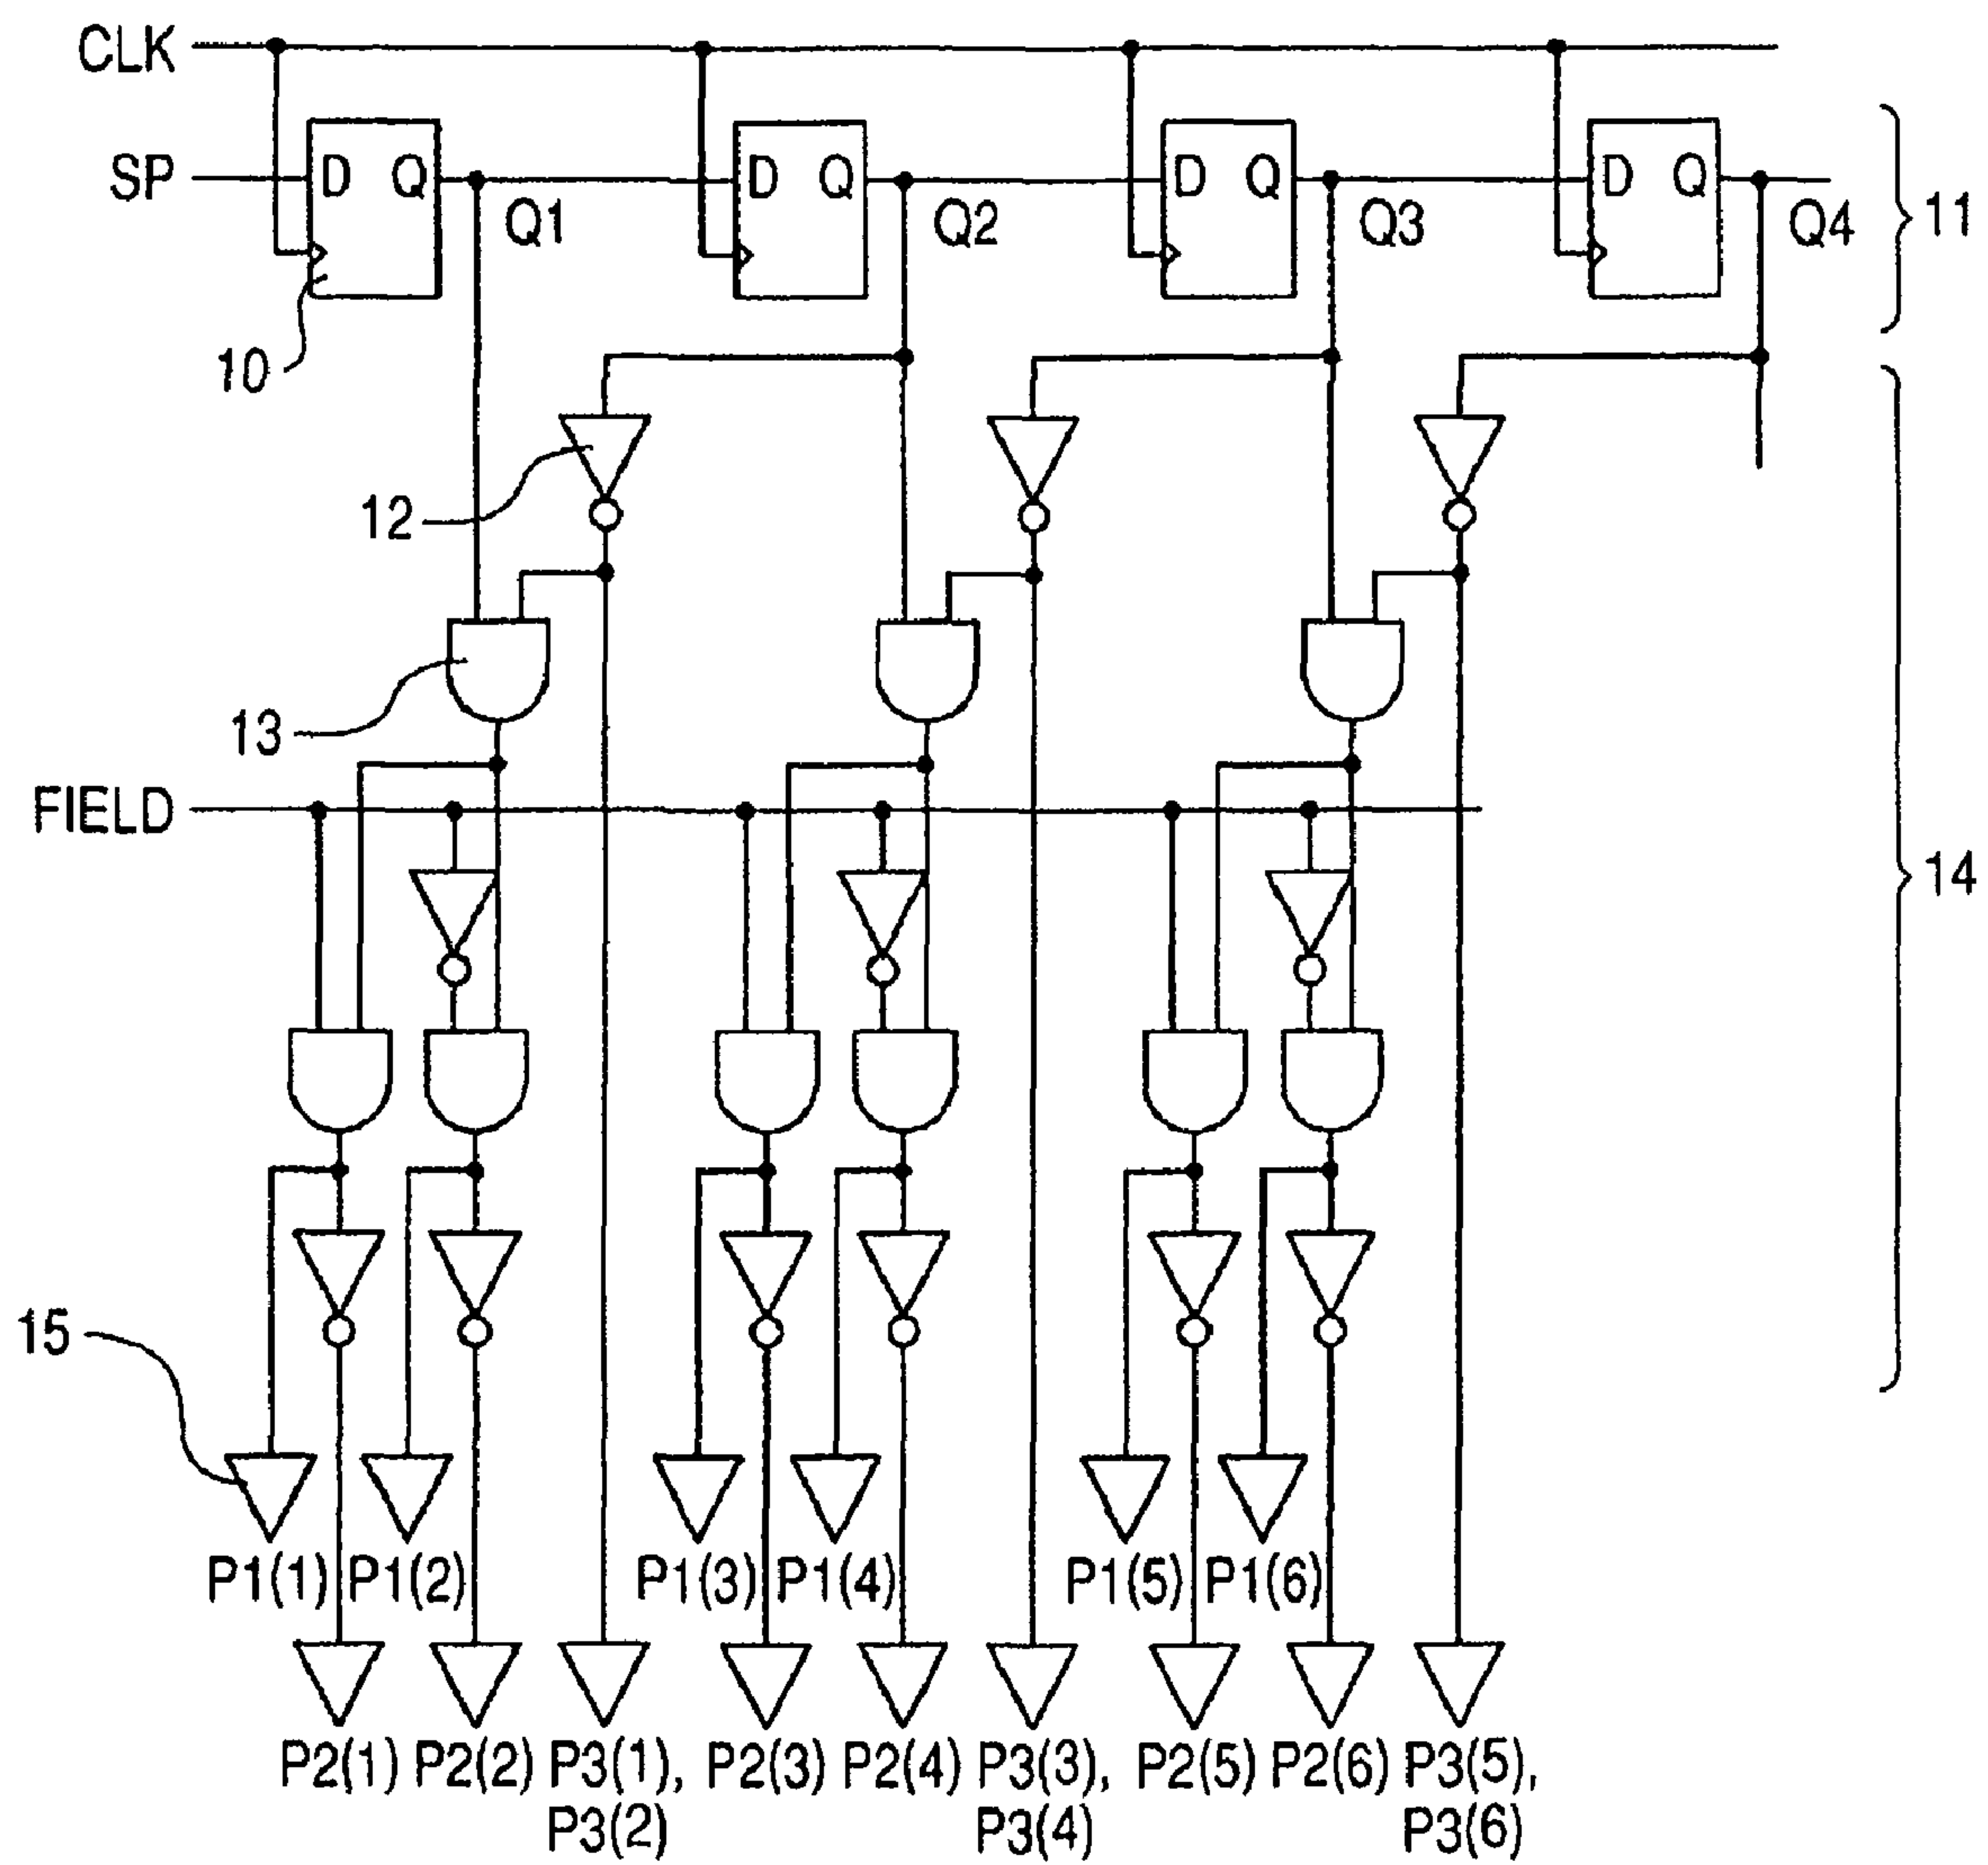 CLK
SP
D Q
D Q
D Q
D Q
Q1
Q2
Q3
Q4
11
10
12
13
FIELD
14
15
P1(1) P1(2) P1(3) P1(4) P1(5) P1(6)
P2(1) P2(2) P3(1), P2(3) P2(4) P3(3), P2(5) P2(6) P3(5),
P3(2) P3(4) P3(6)